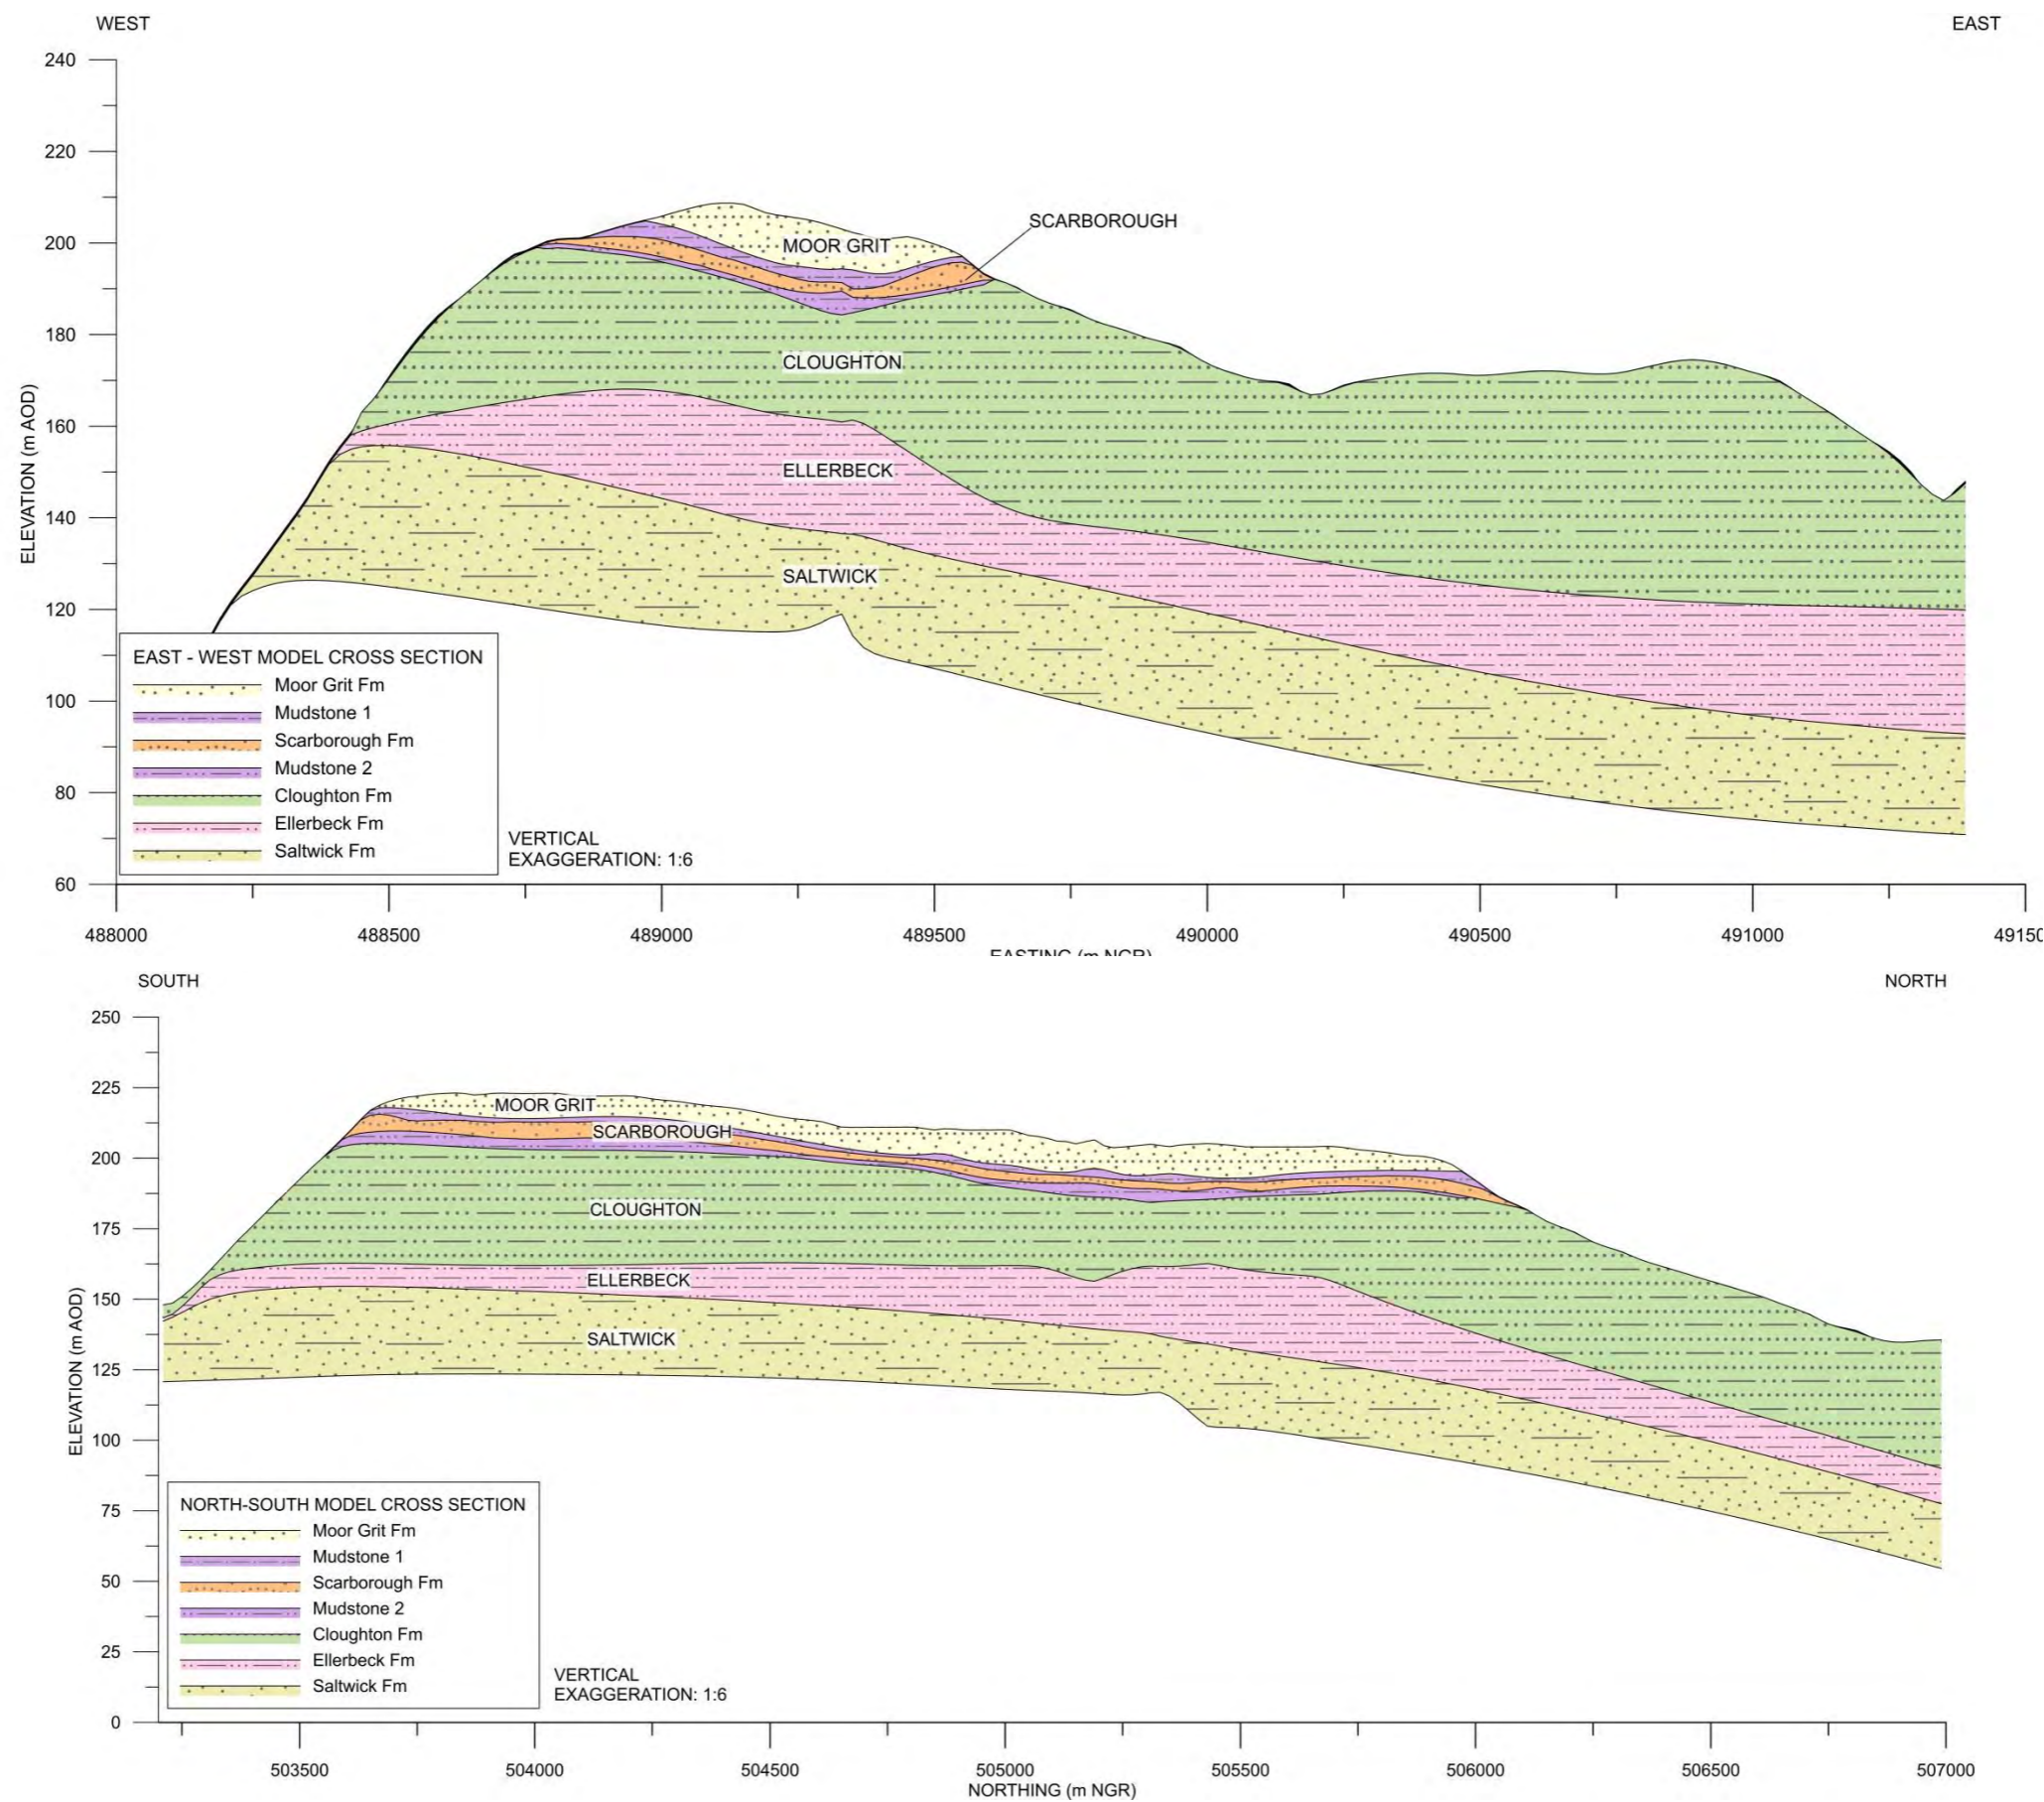 WEST
EAST
240
220
200
180
160
140
120
100
80
60
ELEVATION (m AOD)
SCARBOROUGH
MOOR GRIT
CLOUGHTON
ELLERBECK
SALTWICK
EAST - WEST MODEL CROSS SECTION
Moor Grit Fm
Mudstone 1
Scarborough Fm
Mudstone 2
Cloughton Fm
Ellerbeck Fm
Saltwick Fm
VERTICAL
EXAGGERATION: 1:6
488000
488500
489000
489500
490000
490500
491000
49150
EASTING (m NGR)
SOUTH
NORTH
250
225
200
175
150
125
100
75
50
25
0
ELEVATION (m AOD)
MOOR GRIT
SCARBOROUGH
CLOUGHTON
ELLERBECK
SALTWICK
NORTH-SOUTH MODEL CROSS SECTION
Moor Grit Fm
Mudstone 1
Scarborough Fm
Mudstone 2
Cloughton Fm
Ellerbeck Fm
Saltwick Fm
VERTICAL
EXAGGERATION: 1:6
503500
504000
504500
505000
505500
506000
506500
507000
NORTHING (m NGR)